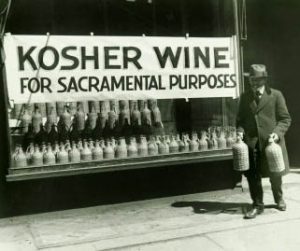 KOSHER WINE
FOR SACRAMENTAL PURPOSES